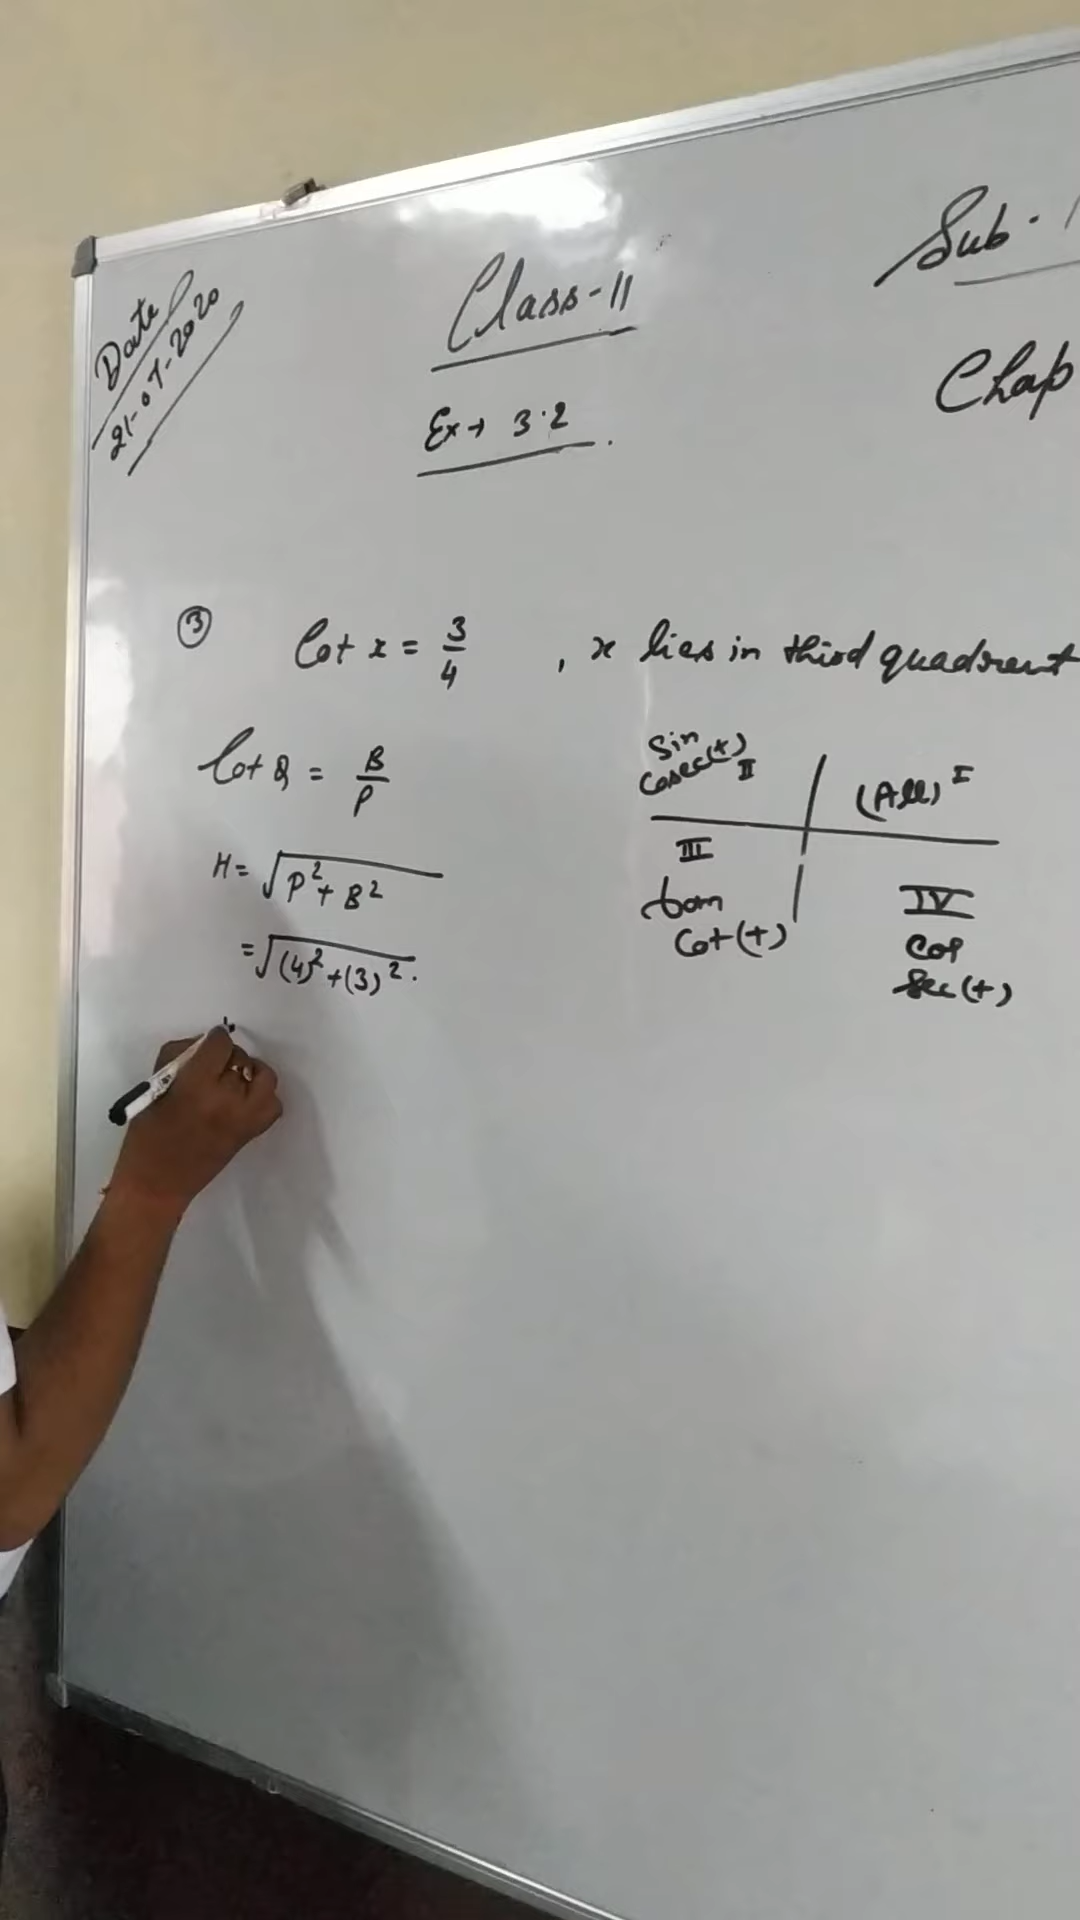 Date
21-07-2020
Class-11
Ex→ 3.2
Sub.
Chap
③ Cot x = 3/4 , x lies in third quadrant
Cot θ = B/P
H = √P²+B²
= √(4)²+(3)².
Sin
Cosec(+)
II
(All) I
III
tan
Cot(+)
IV
Cos
Sec(+)